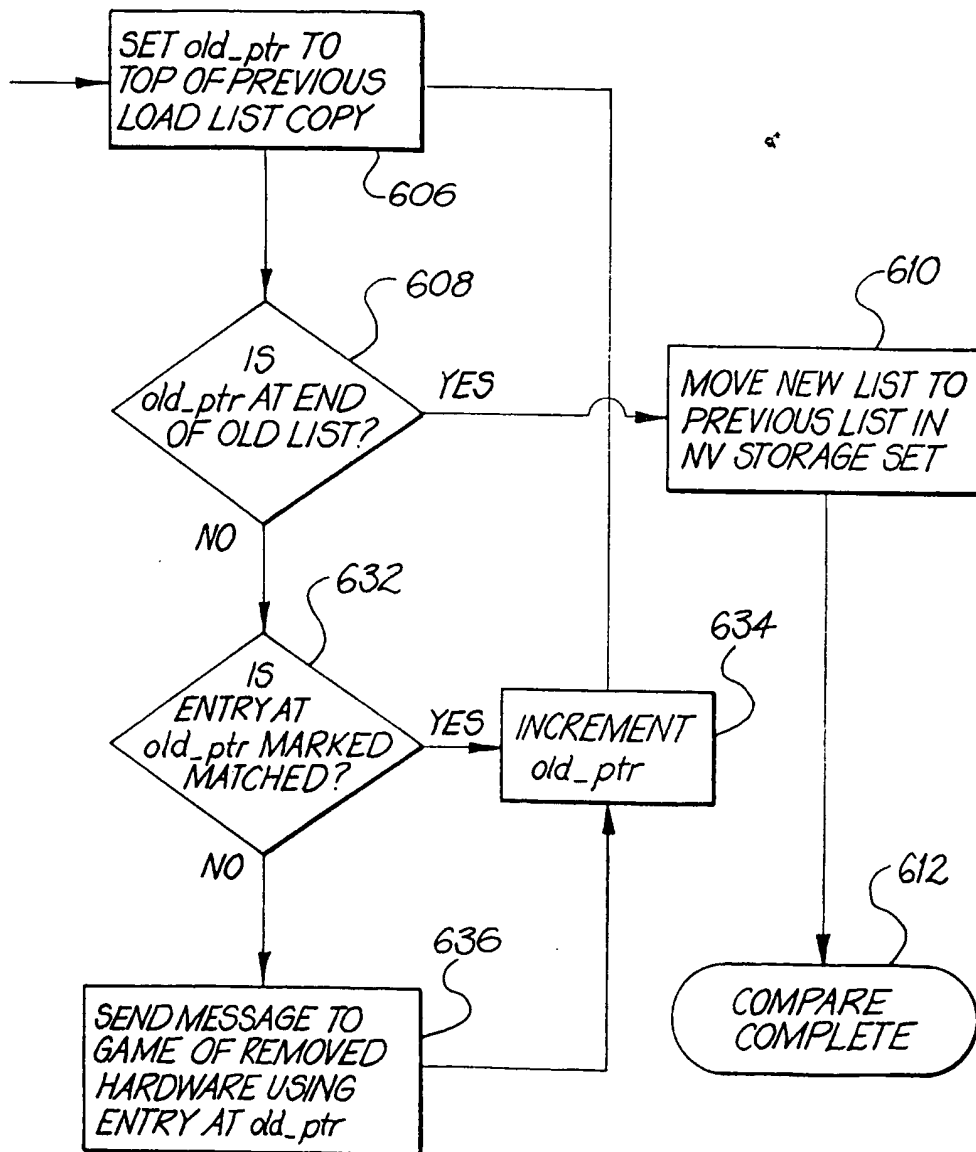 SET old_ptr TO
TOP OF PREVIOUS
LOAD LIST COPY
606
608
IS
old_ptr AT END
OF OLD LIST?
YES
NO
610
MOVE NEW LIST TO
PREVIOUS LIST IN
NV STORAGE SET
632
IS
ENTRY AT
old_ptr MARKED
MATCHED?
YES
NO
634
INCREMENT
old_ptr
636
SEND MESSAGE TO
GAME OF REMOVED
HARDWARE USING
ENTRY AT old_ptr
612
COMPARE
COMPLETE